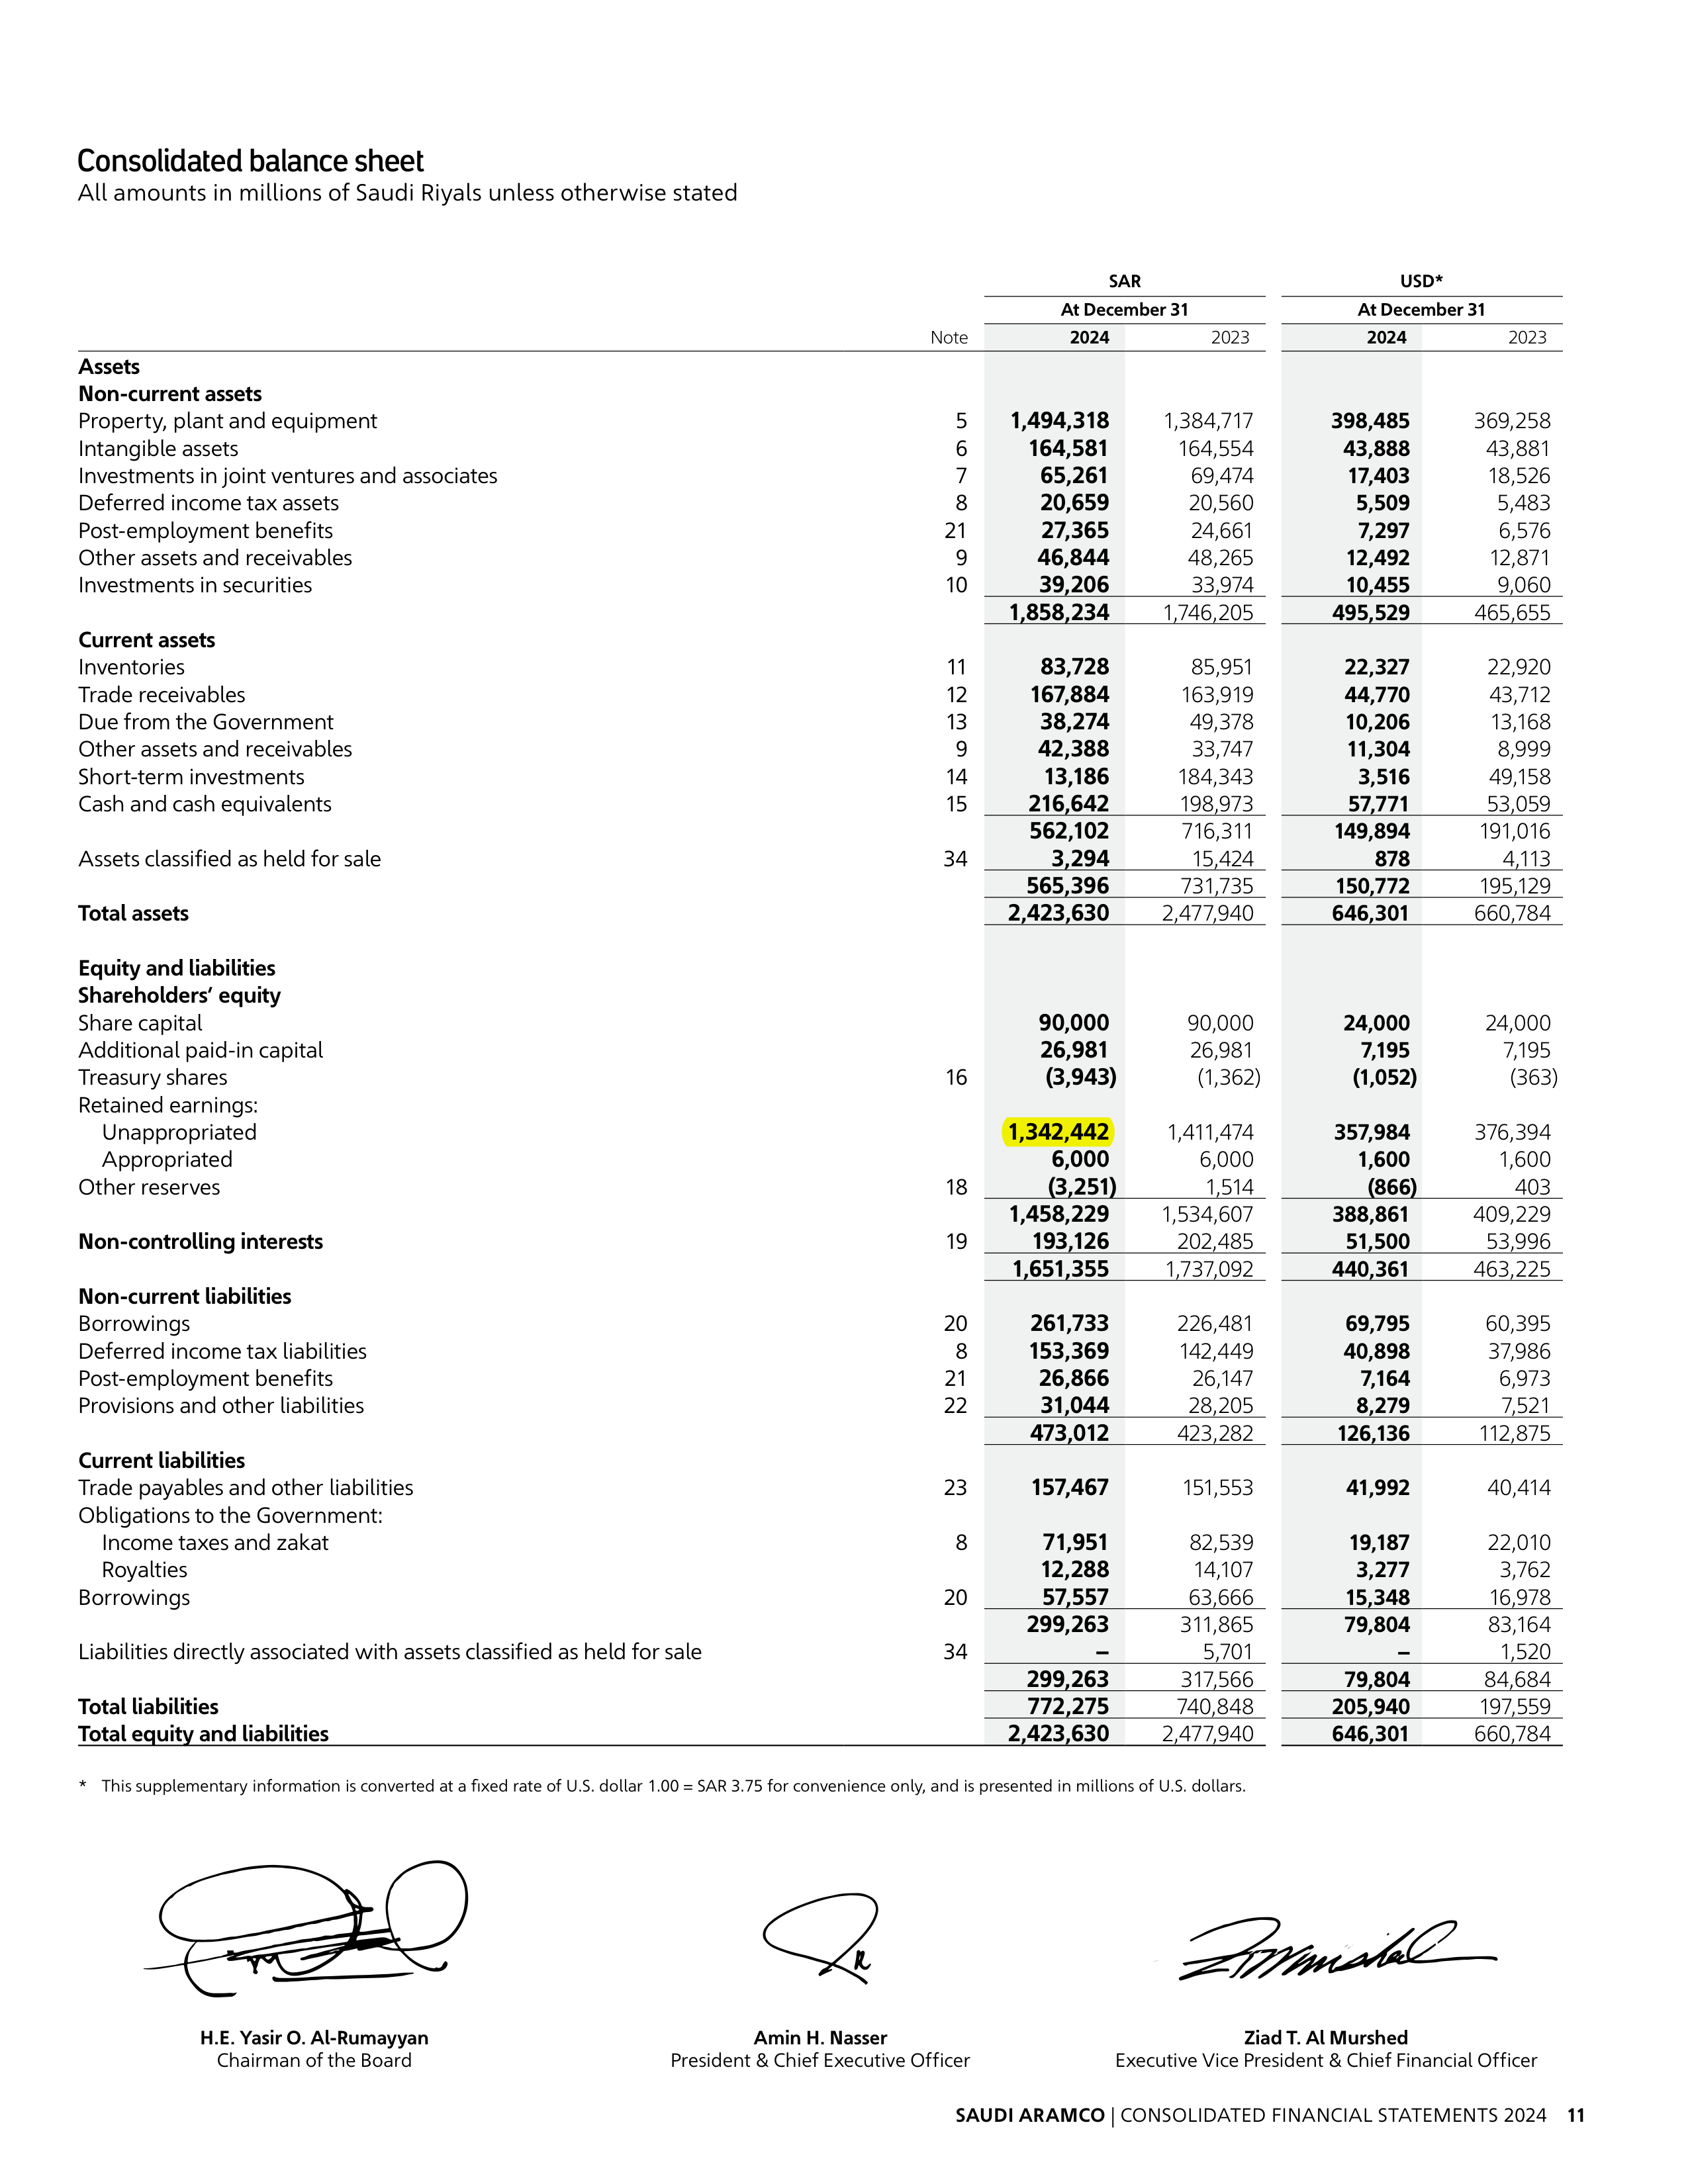 Consolidated balance sheet
All amounts in millions of Saudi Riyals unless otherwise stated
SAR USD*
At December 31 At December 31
Note 2024 2023 2024 2023
Assets
Non-current assets
Property, plant and equipment 5 1,494,318 1,384,717 398,485 369,258
Intangible assets 6 164,581 164,554 43,888 43,881
Investments in joint ventures and associates 7 65,261 69,474 17,403 18,526
Deferred income tax assets 8 20,659 20,560 5,509 5,483
Post-employment benefits 21 27,365 24,661 7,297 6,576
Other assets and receivables 9 46,844 48,265 12,492 12,871
Investments in securities 10 39,206 33,974 10,455 9,060
1,858,234 1,746,205 495,529 465,655
Current assets
Inventories 11 83,728 85,951 22,327 22,920
Trade receivables 12 167,884 163,919 44,770 43,712
Due from the Government 13 38,274 49,378 10,206 13,168
Other assets and receivables 9 42,388 33,747 11,304 8,999
Short-term investments 14 13,186 184,343 3,516 49,158
Cash and cash equivalents 15 216,642 198,973 57,771 53,059
562,102 716,311 149,894 191,016
Assets classified as held for sale 34 3,294 15,424 878 4,113
565,396 731,735 150,772 195,129
Total assets 2,423,630 2,477,940 646,301 660,784
Equity and liabilities
Shareholders’ equity
Share capital 90,000 90,000 24,000 24,000
Additional paid-in capital 26,981 26,981 7,195 7,195
Treasury shares 16 (3,943) (1,362) (1,052) (363)
Retained earnings:
Unappropriated 1,342,442 1,411,474 357,984 376,394
Appropriated 6,000 6,000 1,600 1,600
Other reserves 18 (3,251) 1,514 (866) 403
1,458,229 1,534,607 388,861 409,229
Non-controlling interests 19 193,126 202,485 51,500 53,996
1,651,355 1,737,092 440,361 463,225
Non-current liabilities
Borrowings 20 261,733 226,481 69,795 60,395
Deferred income tax liabilities 8 153,369 142,449 40,898 37,986
Post-employment benefits 21 26,866 26,147 7,164 6,973
Provisions and other liabilities 22 31,044 28,205 8,279 7,521
473,012 423,282 126,136 112,875
Current liabilities
Trade payables and other liabilities 23 157,467 151,553 41,992 40,414
Obligations to the Government:
Income taxes and zakat 8 71,951 82,539 19,187 22,010
Royalties 12,288 14,107 3,277 3,762
Borrowings 20 57,557 63,666 15,348 16,978
299,263 311,865 79,804 83,164
Liabilities directly associated with assets classified as held for sale 34 – 5,701 – 1,520
299,263 317,566 79,804 84,684
Total liabilities 772,275 740,848 205,940 197,559
Total equity and liabilities 2,423,630 2,477,940 646,301 660,784
* This supplementary information is converted at a fixed rate of U.S. dollar 1.00 = SAR 3.75 for convenience only, and is presented in millions of U.S. dollars.
H.E. Yasir O. Al-Rumayyan Amin H. Nasser Ziad T. Al Murshed
Chairman of the Board President & Chief Executive Officer Executive Vice President & Chief Financial Officer
SAUDI ARAMCO | CONSOLIDATED FINANCIAL STATEMENTS 2024 11